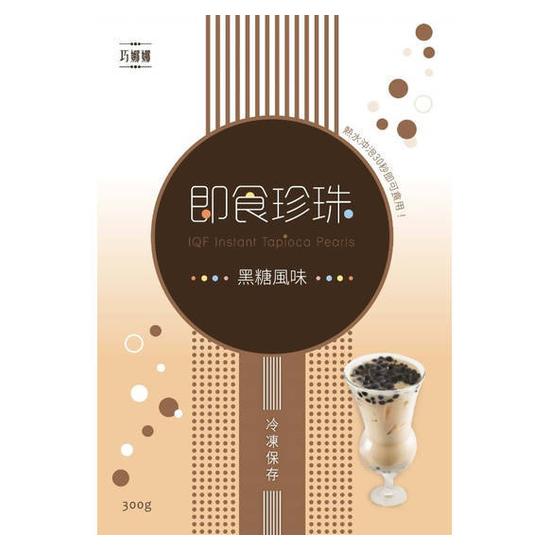 巧娜娜
熱水沖泡30秒即可食用！
即食珍珠
IQF Instant Tapioca Pearls
黑糖風味
冷凍保存
300g